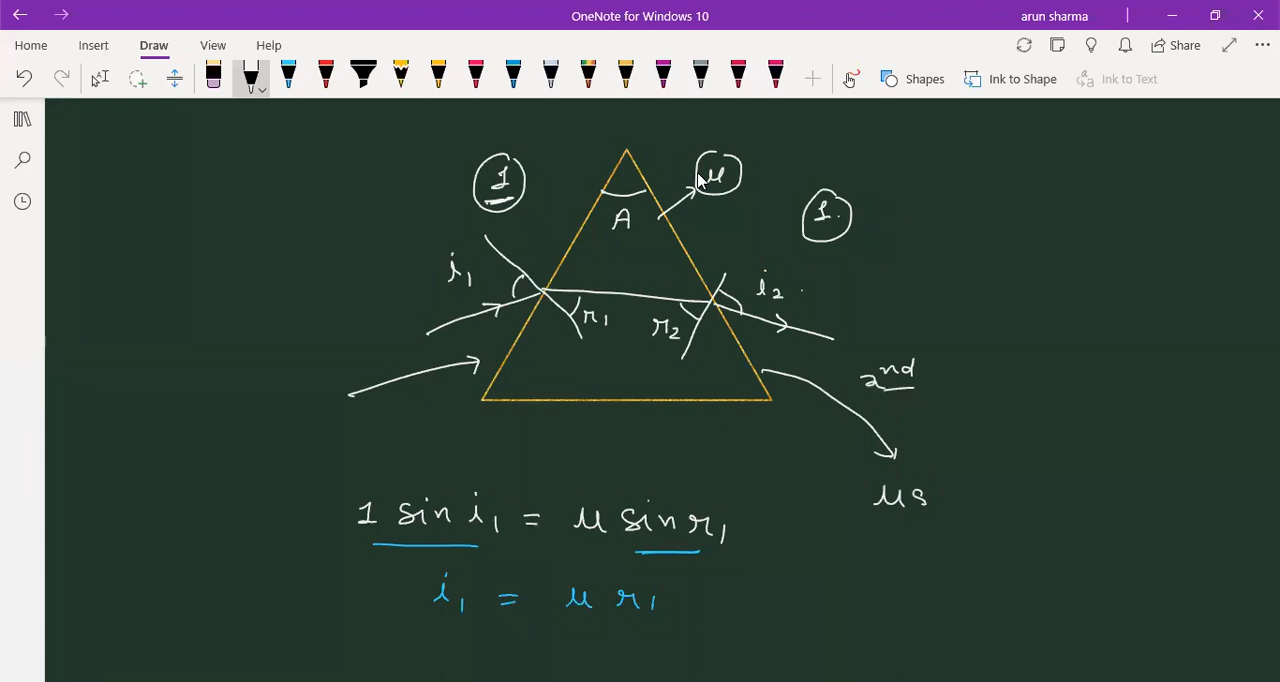 OneNote for Windows 10
arun sharma
Home Insert Draw View Help
Share
Shapes
Ink to Shape
Ink to Text
1
μ
1.
A
i₁
i₂ .
r₁
r₂
2nd
μ s
1 sin i₁ = μ sin r₁
i₁ = μ r₁